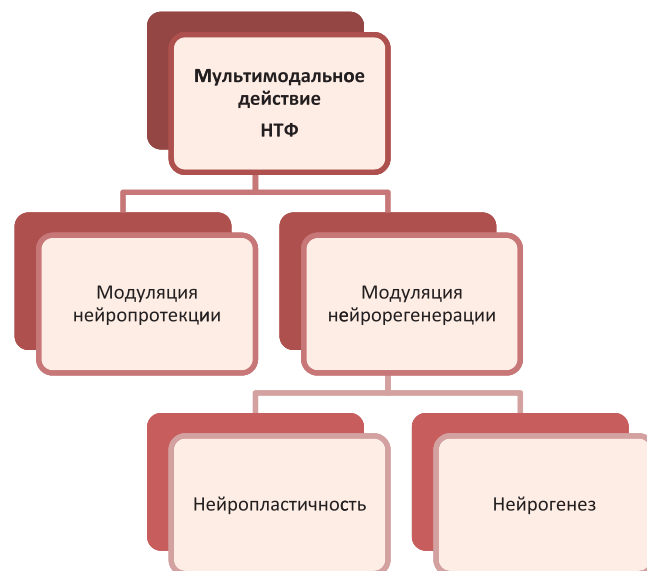 Мультимодальное
действие
НТФ
Модуляция
нейропротекции
Модуляция
нейрорегенерации
Нейропластичность
Нейрогенез